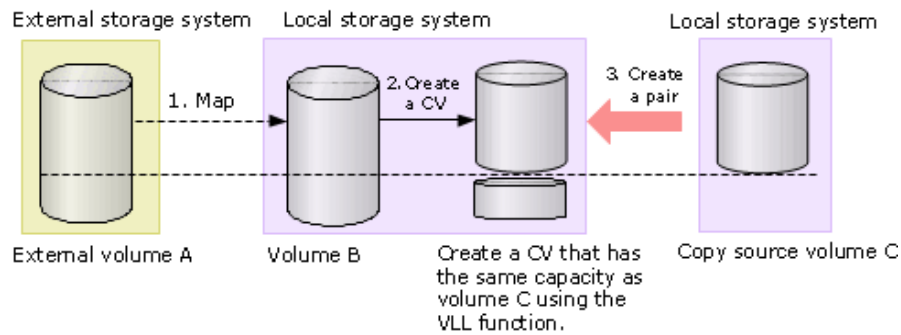 External storage system
Local storage system
Local storage system
1. Map
2. Create
a CV
3. Create
a pair
External volume A
Volume B
Create a CV that has
the same capacity as
volume C using the
VLL function.
Copy source volume C